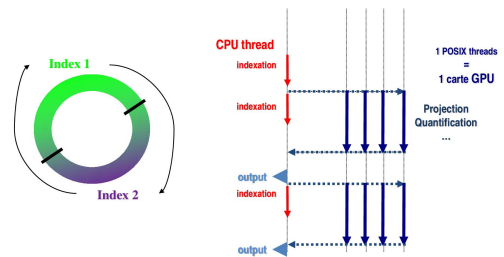 Index 1
Index 2
CPU thread
indexation
indexation
output
indexation
output
1 POSIX threads
=
1 carte GPU
Projection
Quantification
...